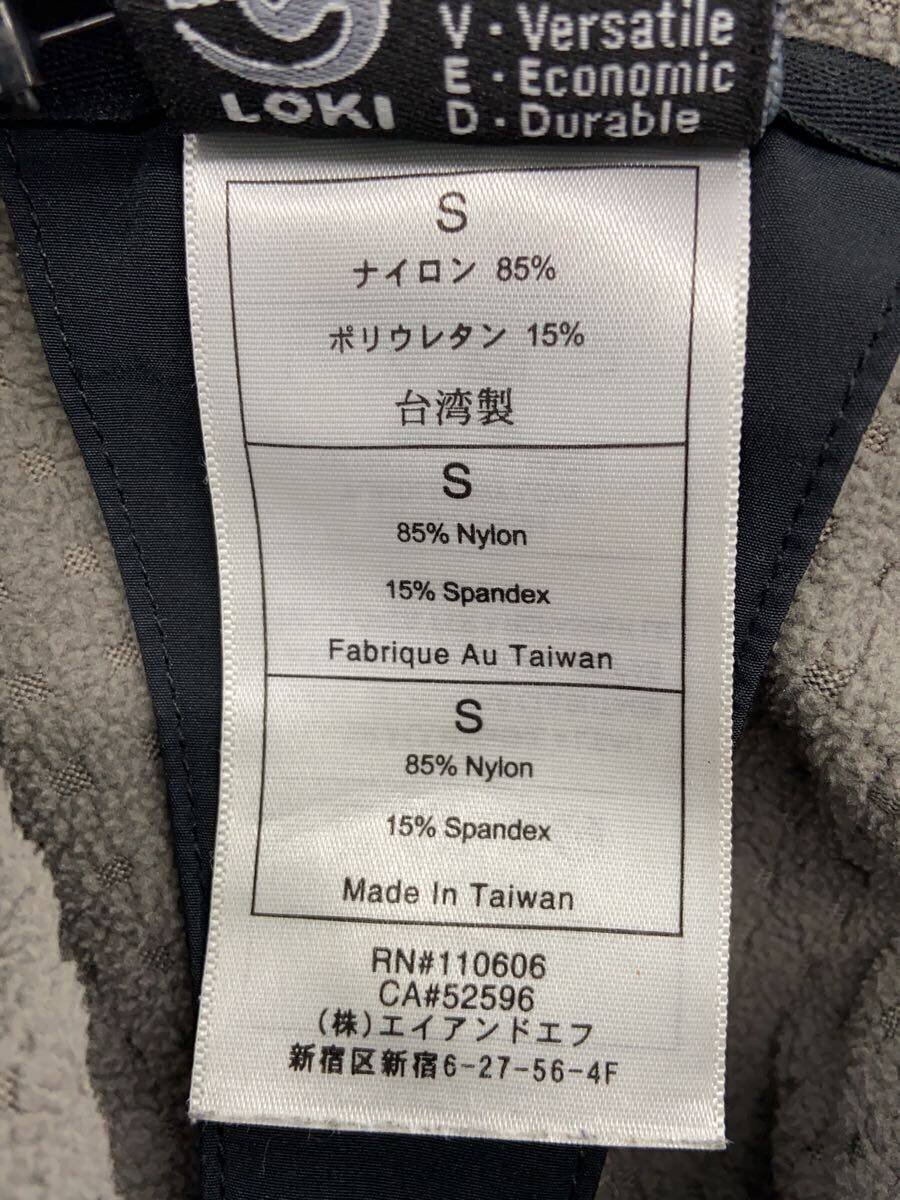 V · Versatile
E · Economic
D · Durable
LOKI
S
ナイロン 85%
ポリウレタン 15%
台湾製
S
85% Nylon
15% Spandex
Fabrique Au Taiwan
S
85% Nylon
15% Spandex
Made In Taiwan
RN#110606
CA#52596
(株)エイアンドエフ
新宿区新宿6-27-56-4F